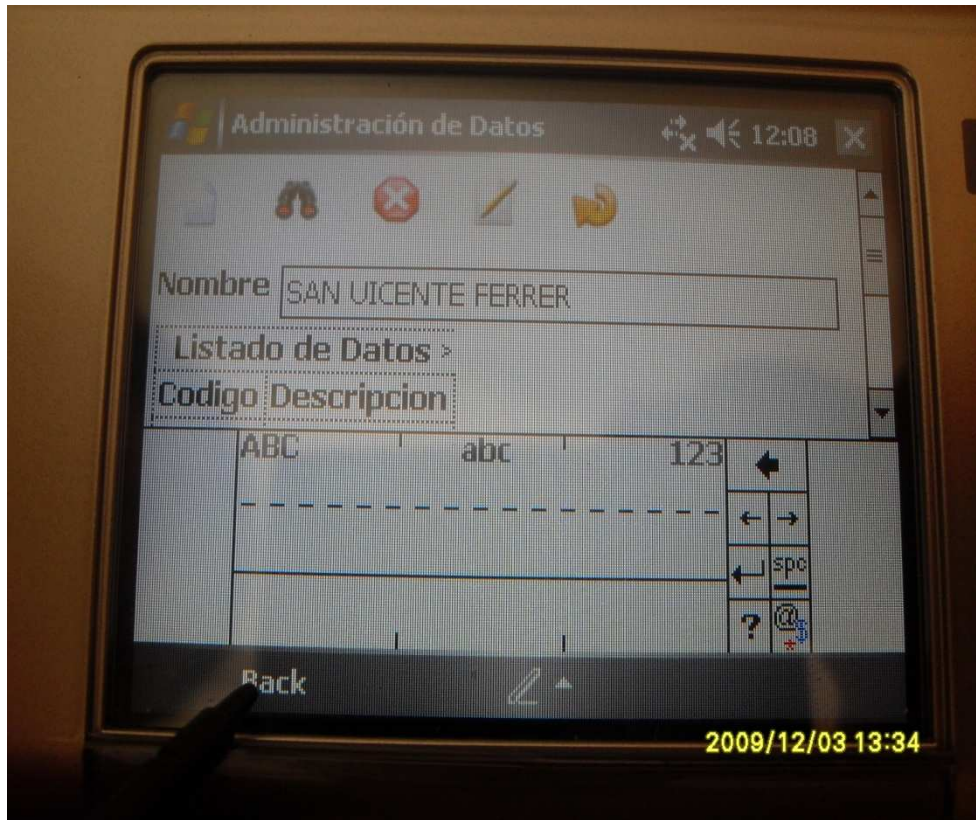 Administración de Datos 12:08
Nombre SAN VICENTE FERRER
Listado de Datos >
Codigo Descripcion
ABC abc 123
spc
? @$*
Back
2009/12/03 13:34